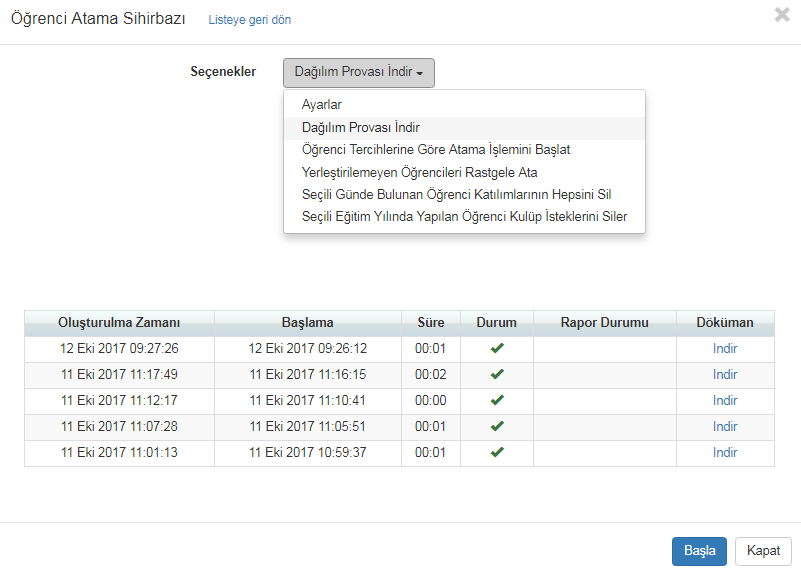 Öğrenci Atama Sihirbazı Listeye geri dön
Seçenekler Dağılım Provası İndir
Ayarlar
Dağılım Provası İndir
Öğrenci Tercihlerine Göre Atama İşlemini Başlat
Yerleştirilemeyen Öğrencileri Rastgele Ata
Seçili Günde Bulunan Öğrenci Katılımlarının Hepsini Sil
Seçili Eğitim Yılında Yapılan Öğrenci Kulüp İsteklerini Siler
Oluşturulma Zamanı Başlama Süre Durum Rapor Durumu Döküman
12 Eki 2017 09:27:26 12 Eki 2017 09:26:12 00:01 Indir
11 Eki 2017 11:17:49 11 Eki 2017 11:16:15 00:02 Indir
11 Eki 2017 11:12:17 11 Eki 2017 11:10:41 00:00 Indir
11 Eki 2017 11:07:28 11 Eki 2017 11:05:51 00:01 Indir
11 Eki 2017 11:01:13 11 Eki 2017 10:59:37 00:01 Indir
Başla Kapat